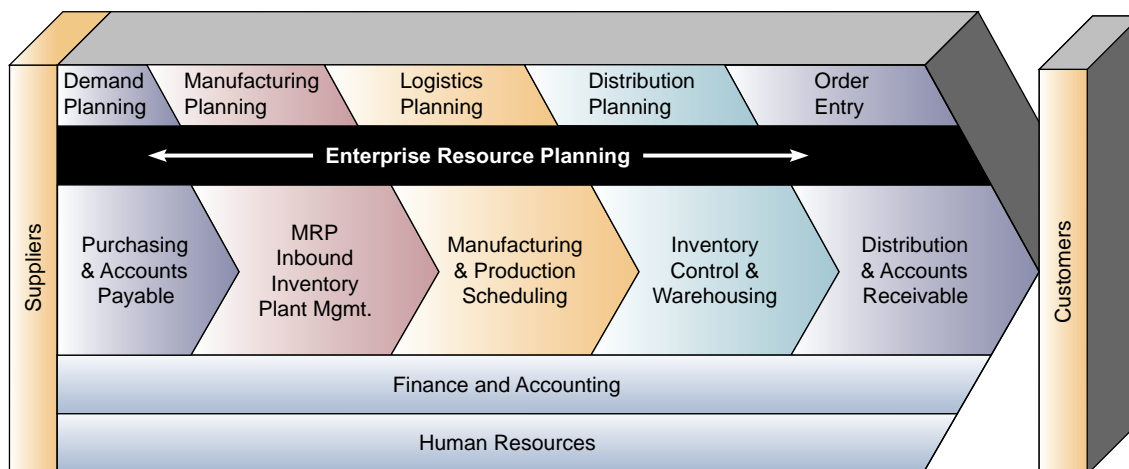 Suppliers
Demand
Planning
Manufacturing
Planning
Logistics
Planning
Distribution
Planning
Order
Entry
Enterprise Resource Planning
Purchasing
& Accounts
Payable
MRP
Inbound
Inventory
Plant Mgmt.
Manufacturing
& Production
Scheduling
Inventory
Control &
Warehousing
Distribution
& Accounts
Receivable
Finance and Accounting
Human Resources
Customers